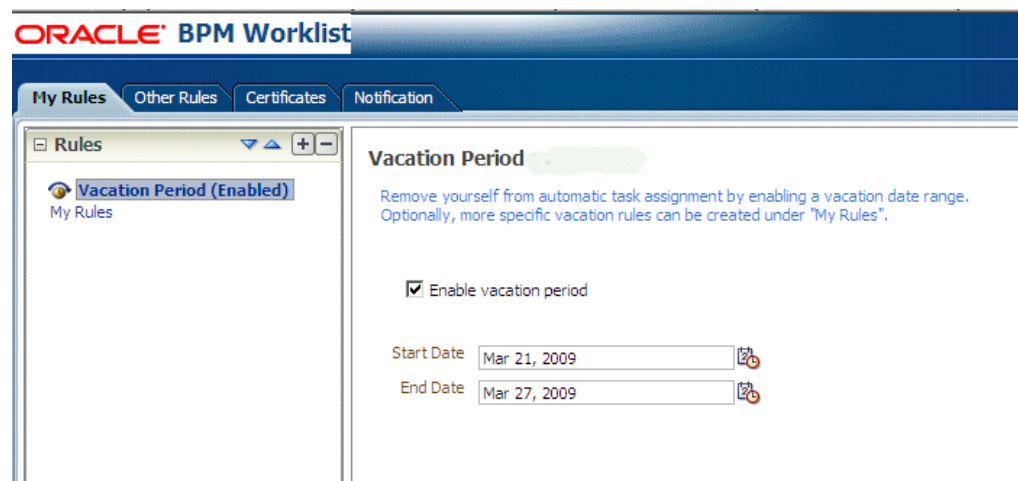 ORACLE BPM Worklist
My Rules Other Rules Certificates Notification
Rules
Vacation Period (Enabled)
My Rules
Vacation Period
Remove yourself from automatic task assignment by enabling a vacation date range.
Optionally, more specific vacation rules can be created under "My Rules".
Enable vacation period
Start Date Mar 21, 2009
End Date Mar 27, 2009